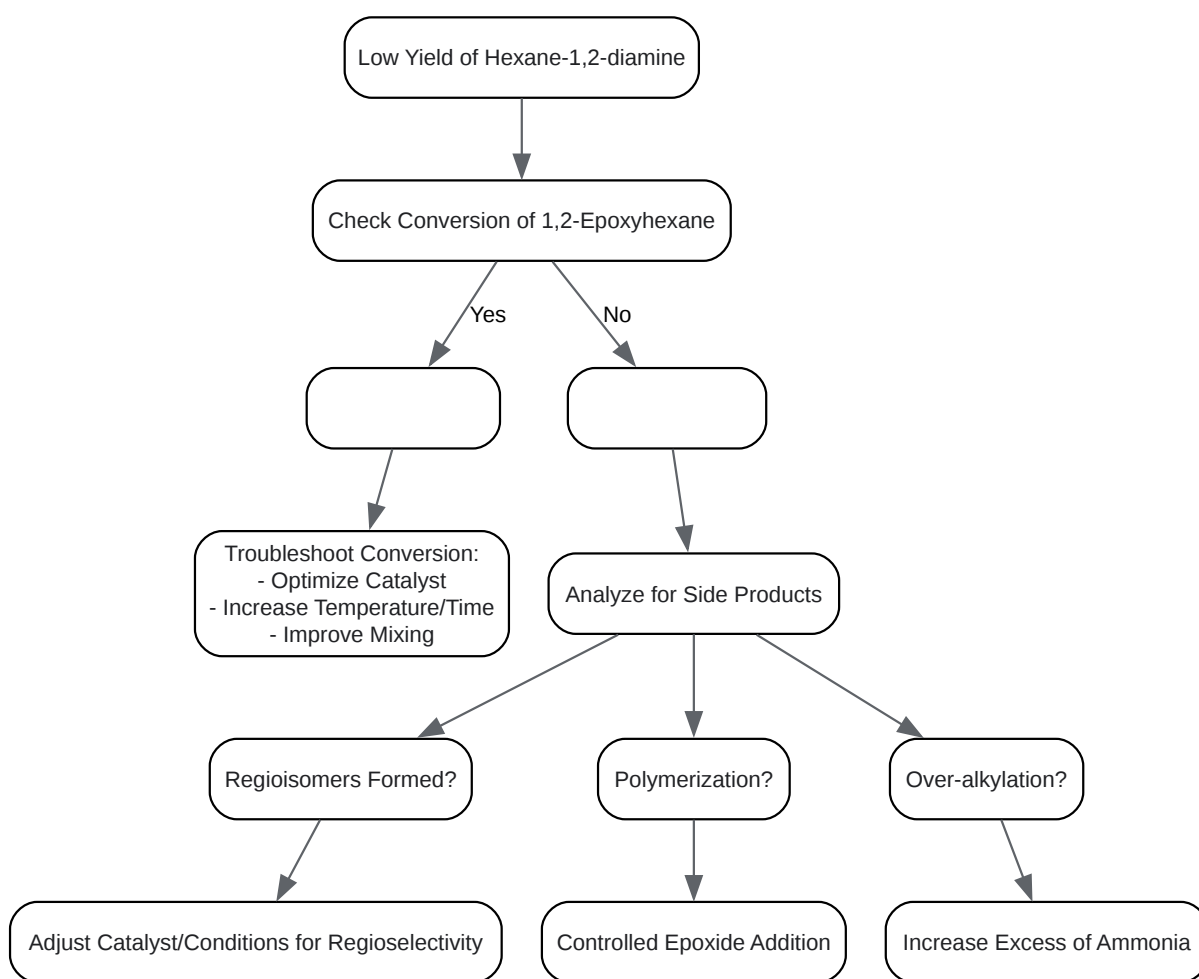 Low Yield of Hexane-1,2-diamine
Check Conversion of 1,2-Epoxyhexane
Yes
No
Troubleshoot Conversion:
- Optimize Catalyst
- Increase Temperature/Time
- Improve Mixing
Analyze for Side Products
Regioisomers Formed?
Polymerization?
Over-alkylation?
Adjust Catalyst/Conditions for Regioselectivity
Controlled Epoxide Addition
Increase Excess of Ammonia